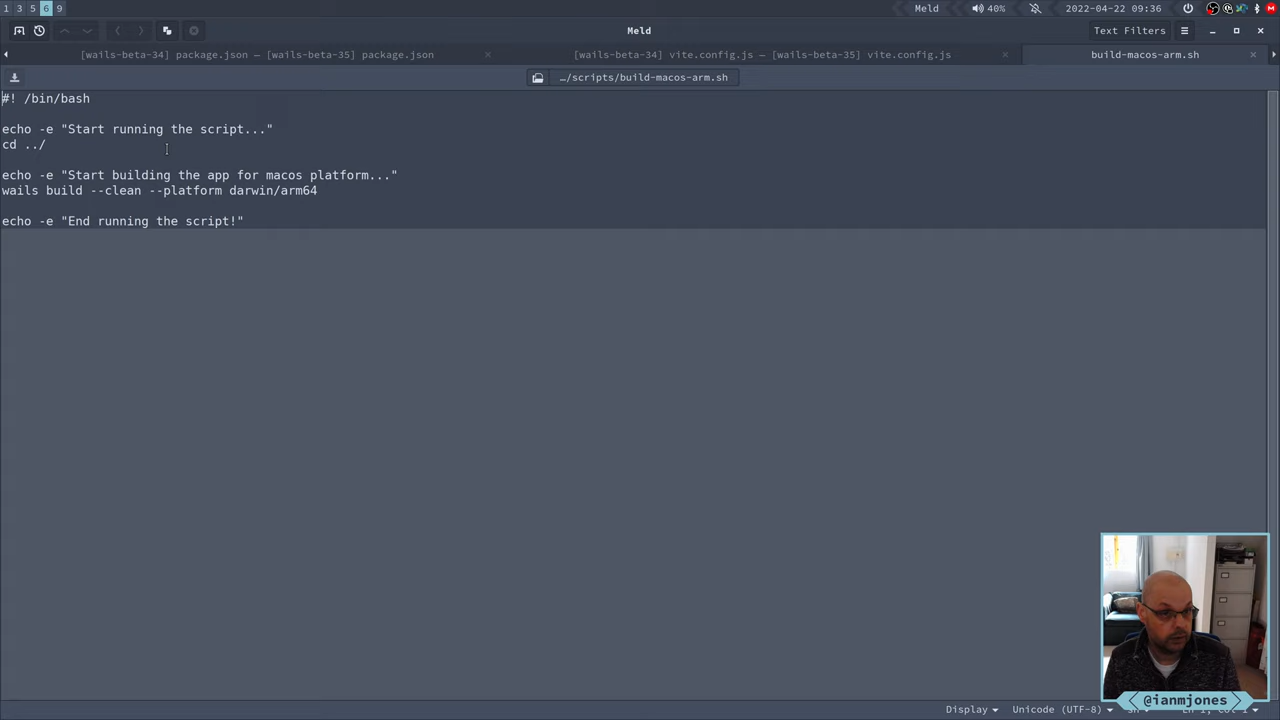 1 3 5 6 9
Meld 40% 2022-04-22 09:36
Meld
Text Filters
[wails-beta-34] package.json — [wails-beta-35] package.json
[wails-beta-34] vite.config.js — [wails-beta-35] vite.config.js
build-macos-arm.sh
…/scripts/build-macos-arm.sh
#! /bin/bash
echo -e "Start running the script..."
cd ../
echo -e "Start building the app for macos platform..."
wails build --clean --platform darwin/arm64
echo -e "End running the script!"
@ianmjones
Display Unicode (UTF-8) Ln 1, Col 1